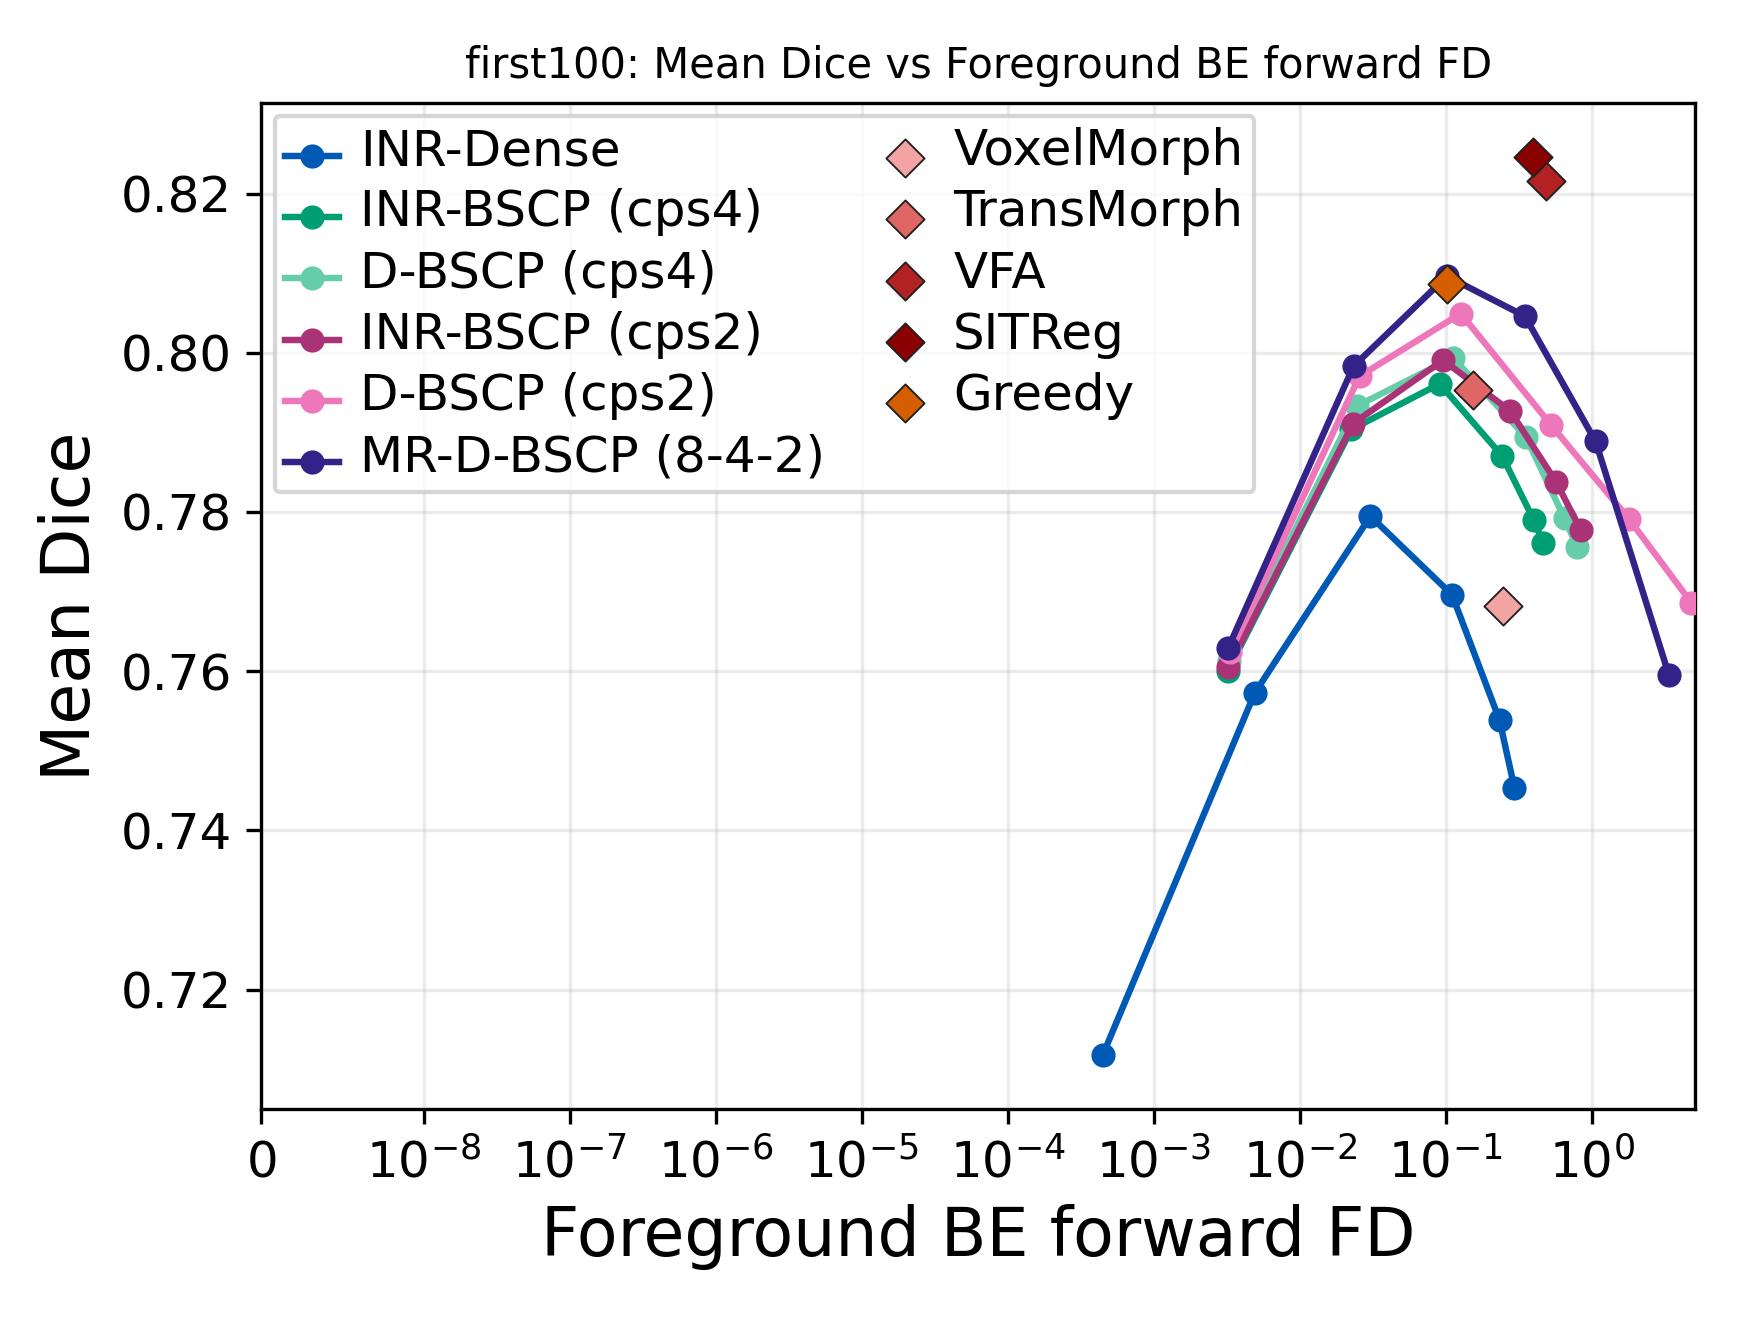 first100: Mean Dice vs Foreground BE forward FD
INR-Dense
INR-BSCP (cps4)
D-BSCP (cps4)
INR-BSCP (cps2)
D-BSCP (cps2)
MR-D-BSCP (8-4-2)
VoxelMorph
TransMorph
VFA
SITReg
Greedy
Mean Dice
0.82
0.80
0.78
0.76
0.74
0.72
0 10⁻⁸ 10⁻⁷ 10⁻⁶ 10⁻⁵ 10⁻⁴ 10⁻³ 10⁻² 10⁻¹ 10⁰
Foreground BE forward FD